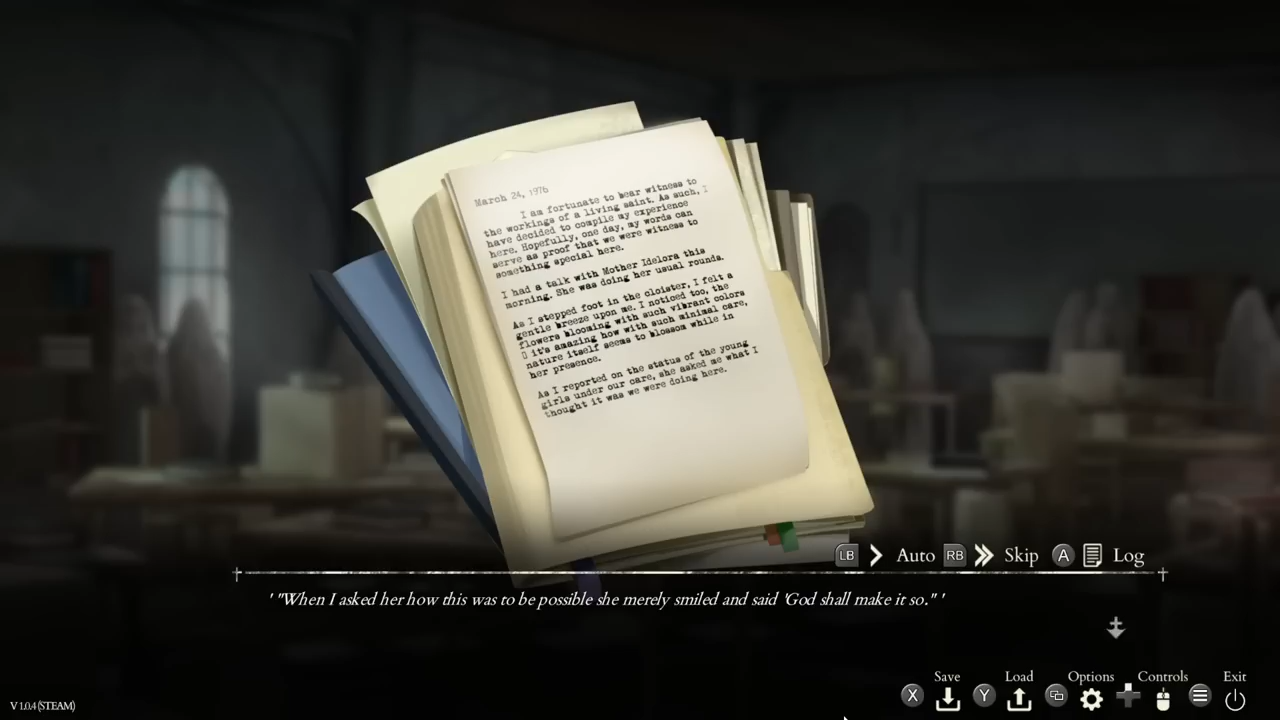 March 24, 1976
I am fortunate to bear witness to
the workings of a living saint. As such, I
have decided to compile my experience
here. Hopefully, one day, my words can
serve as proof that we were witness to
something special here.
I had a talk with Mother Idelora this
morning. She was doing her usual rounds.
As I stepped foot in the cloister, I felt a
gentle breeze upon me. I noticed too, the
flowers blooming with such vibrant colors
▯ it's amazing how with such minimal care,
nature itself seems to blossom while in
her presence.
As I reported on the status of the young
girls under our care, she asked me what I
thought it was we were doing here.
LB Auto RB Skip A Log
' "When I asked her how this was to be possible she merely smiled and said 'God shall make it so." '
Save Load Options Controls Exit
X Y
V 1.0.4 (STEAM)